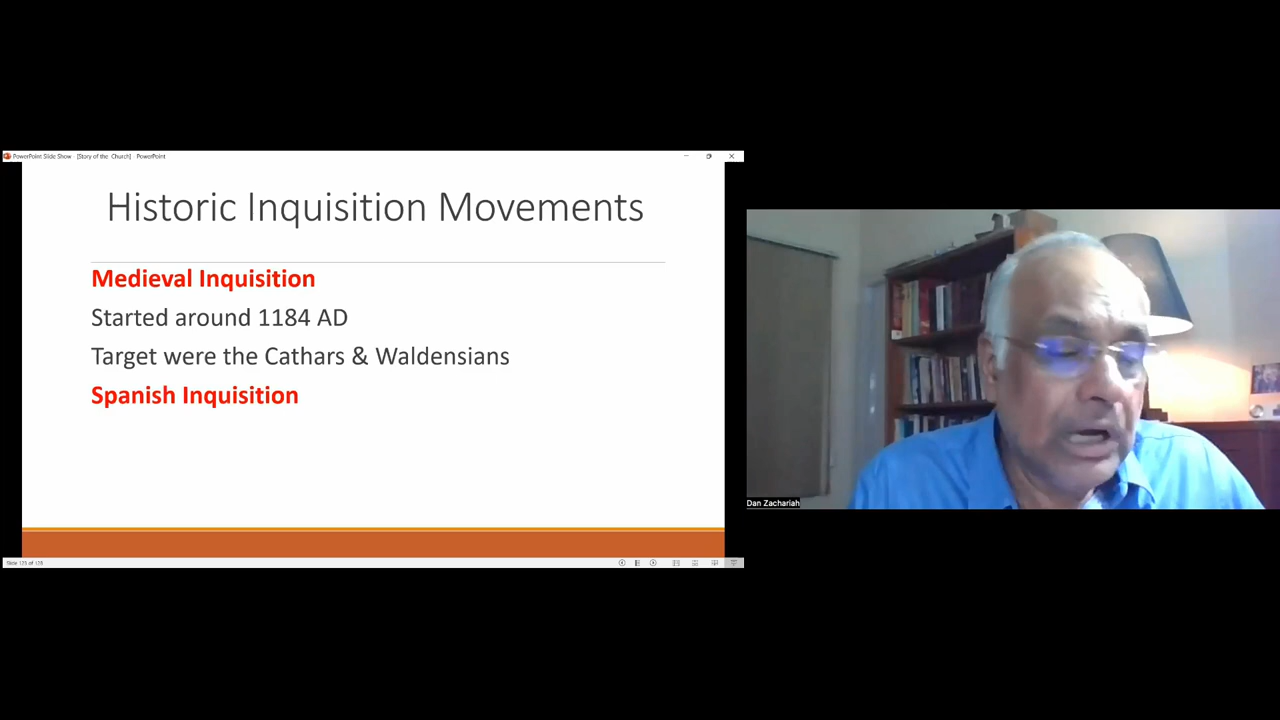 PowerPoint Slide Show - [Story of the Church] - PowerPoint
Historic Inquisition Movements
Medieval Inquisition
Started around 1184 AD
Target were the Cathars & Waldensians
Spanish Inquisition
Dan Zachariah